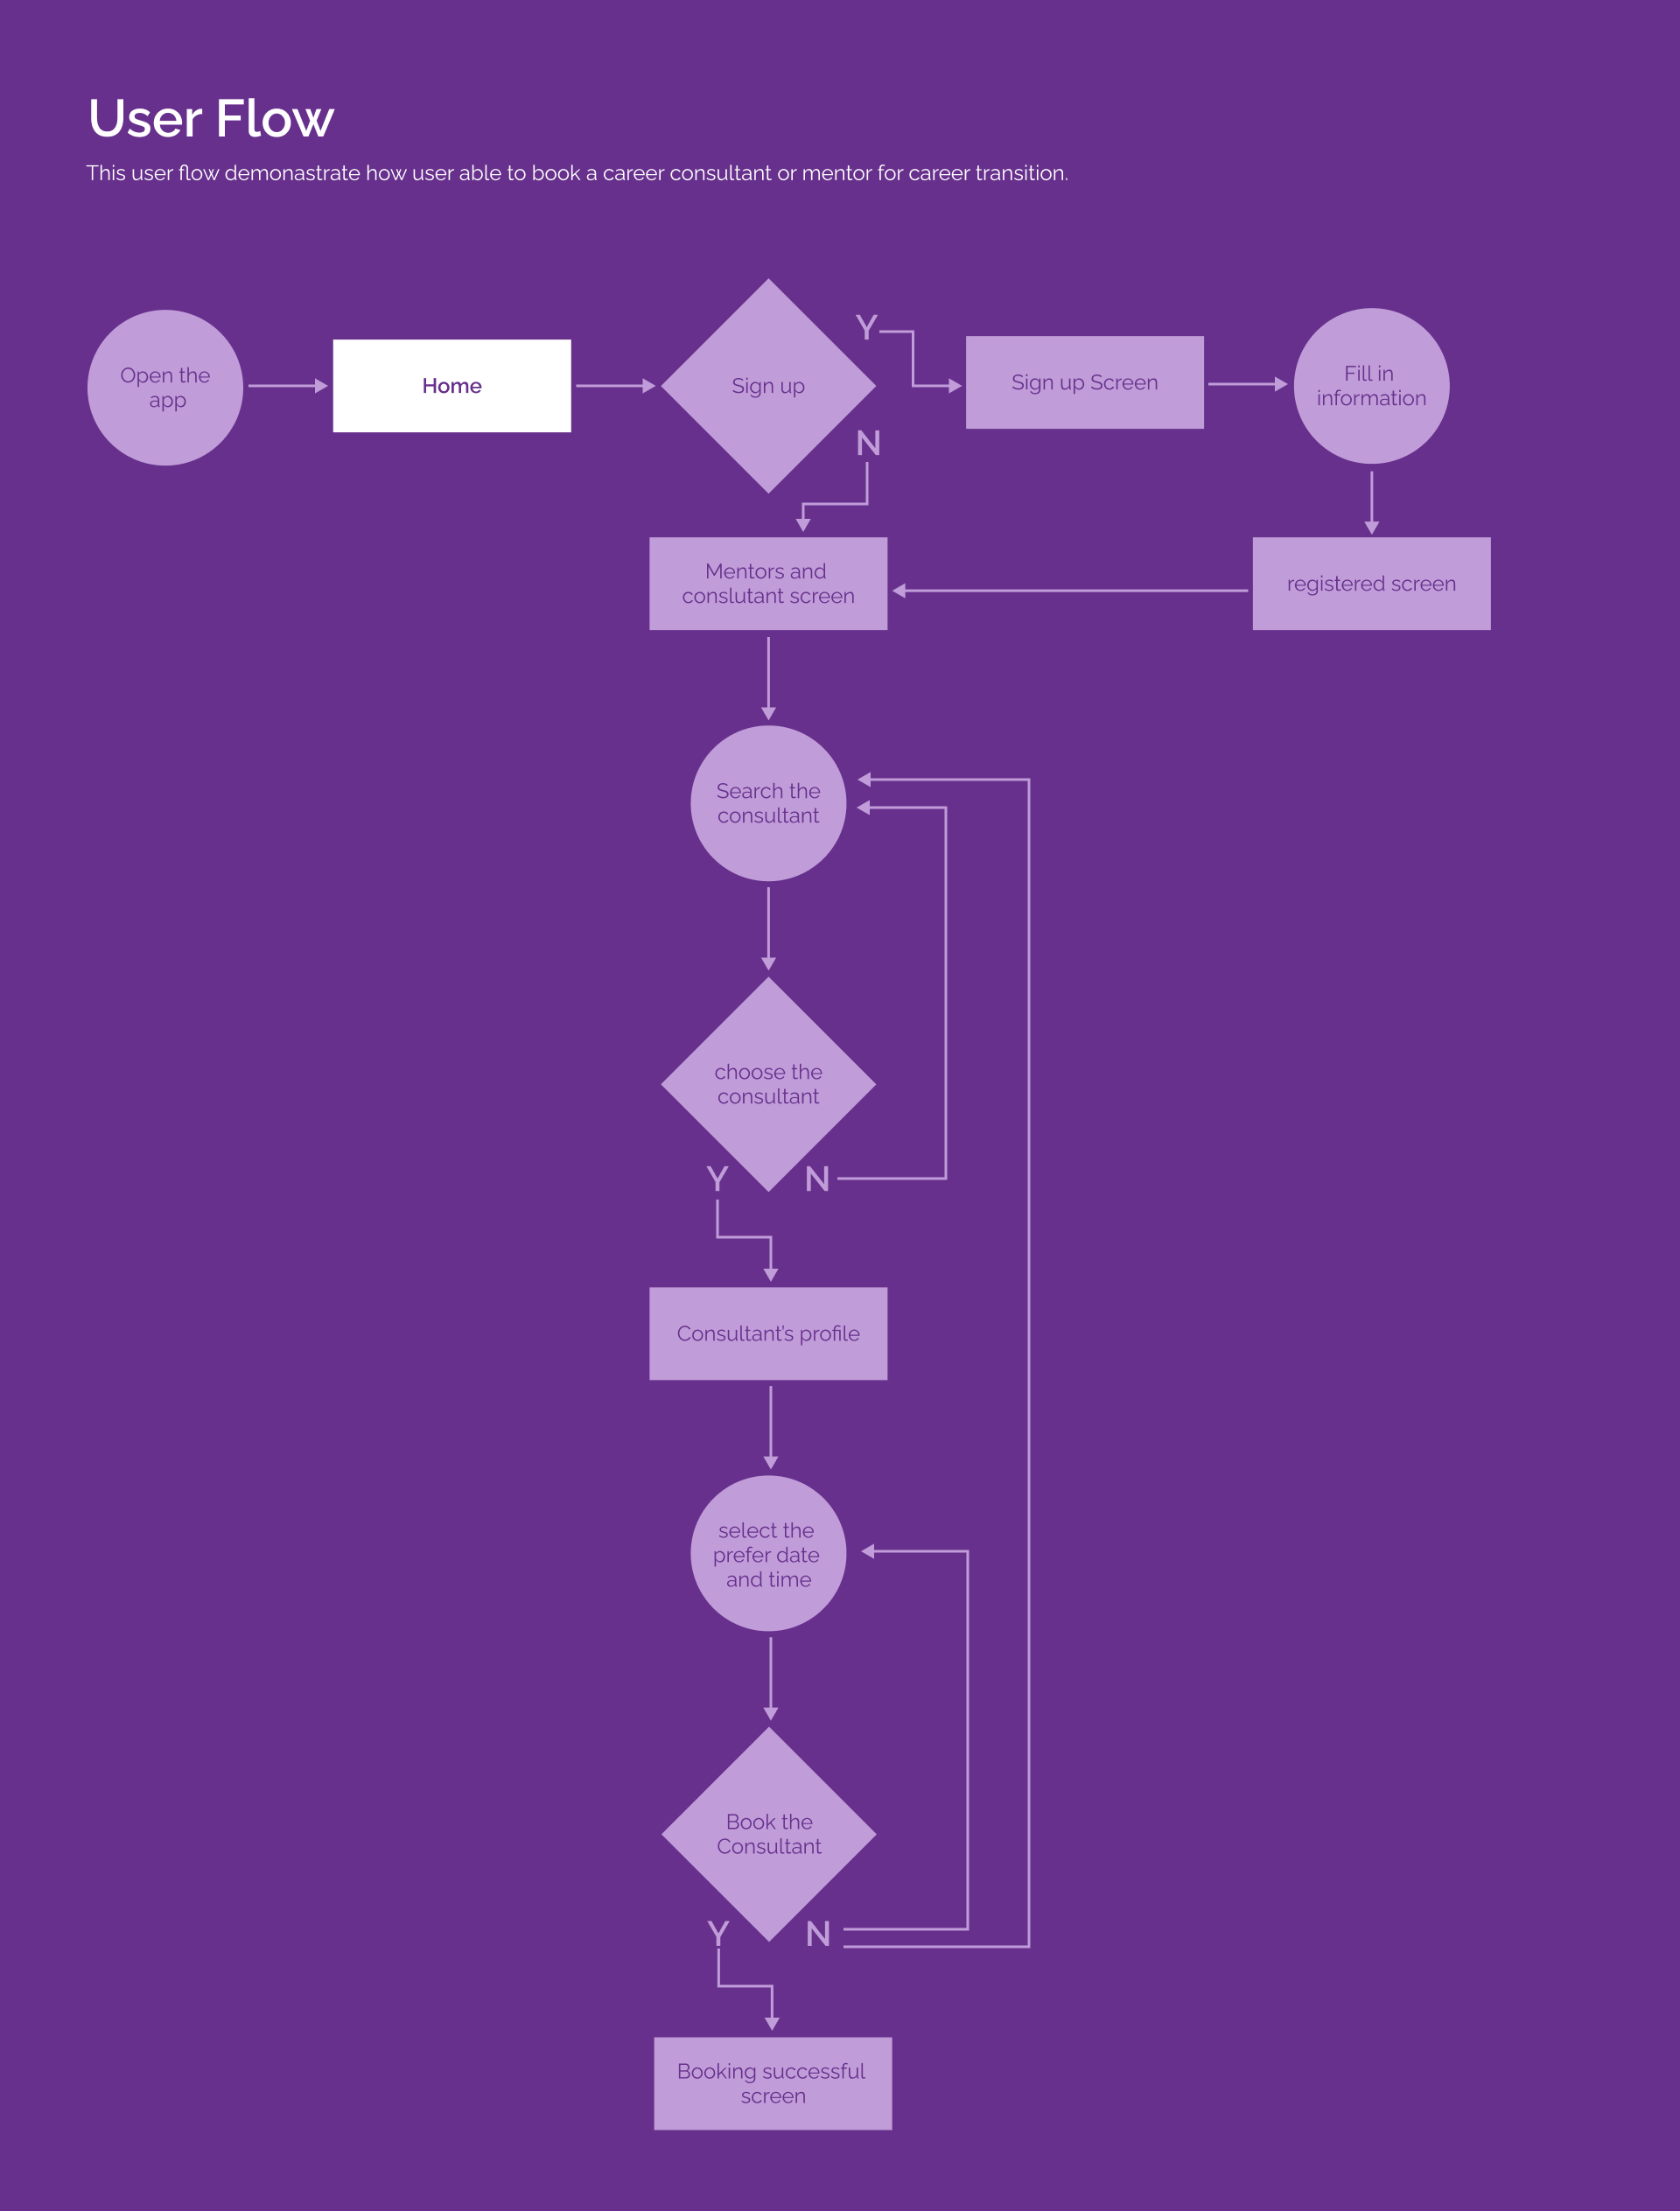 User Flow
This user flow demonastrate how user able to book a career consultant or mentor for career transition.
Open the
app
Home
Sign up
Y
N
Sign up Screen
Fill in
information
Mentors and
conslutant screen
registered screen
Search the
consultant
choose the
consultant
Y
N
Consultant's profile
select the
prefer date
and time
Book the
Consultant
Y
N
Booking successful
screen